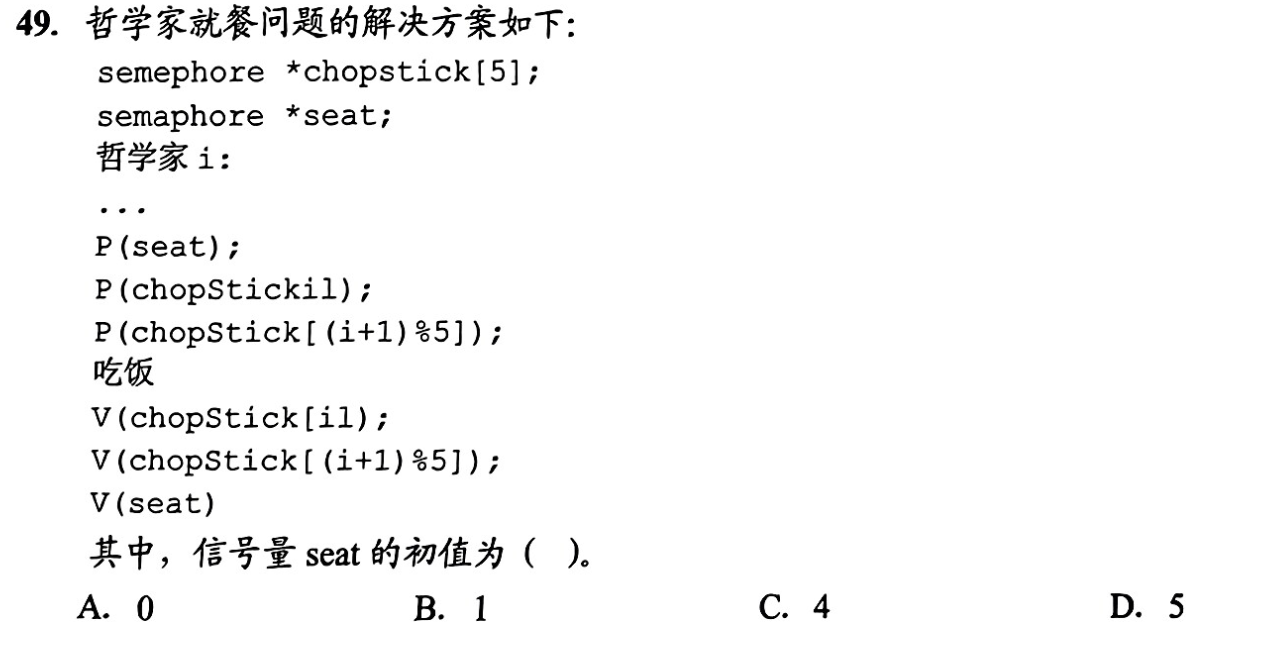 49. 哲学家就餐问题的解决方案如下:
semephore *chopstick[5];
semaphore *seat;
哲学家 i:
...
P(seat);
P(chopStickil);
P(chopStick[(i+1)%5]);
吃饭
V(chopStick[il);
V(chopStick[(i+1)%5]);
V(seat)
其中，信号量 seat 的初值为 ( )。
A. 0 B. 1 C. 4 D. 5